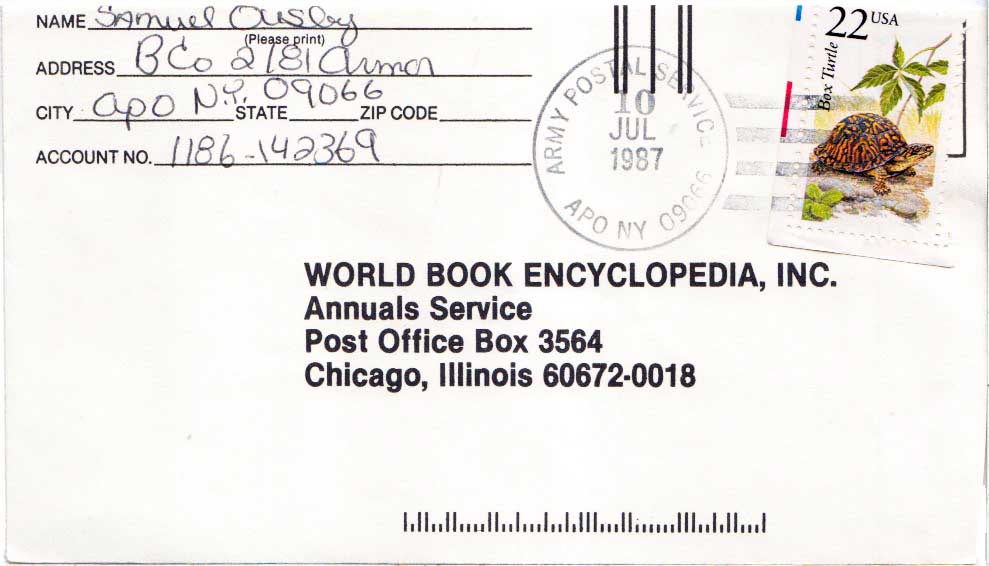 NAME Samuel Ousby
(Please print)
ADDRESS B Co 2/81 Armor
CITY Apo N.Y. 09066 STATE ZIP CODE
ACCOUNT NO. 1186-142369
ARMY POSTAL SERVICE
10
JUL
1987
APO NY 09066
22 USA
Box Turtle
WORLD BOOK ENCYCLOPEDIA, INC.
Annuals Service
Post Office Box 3564
Chicago, Illinois 60672-0018